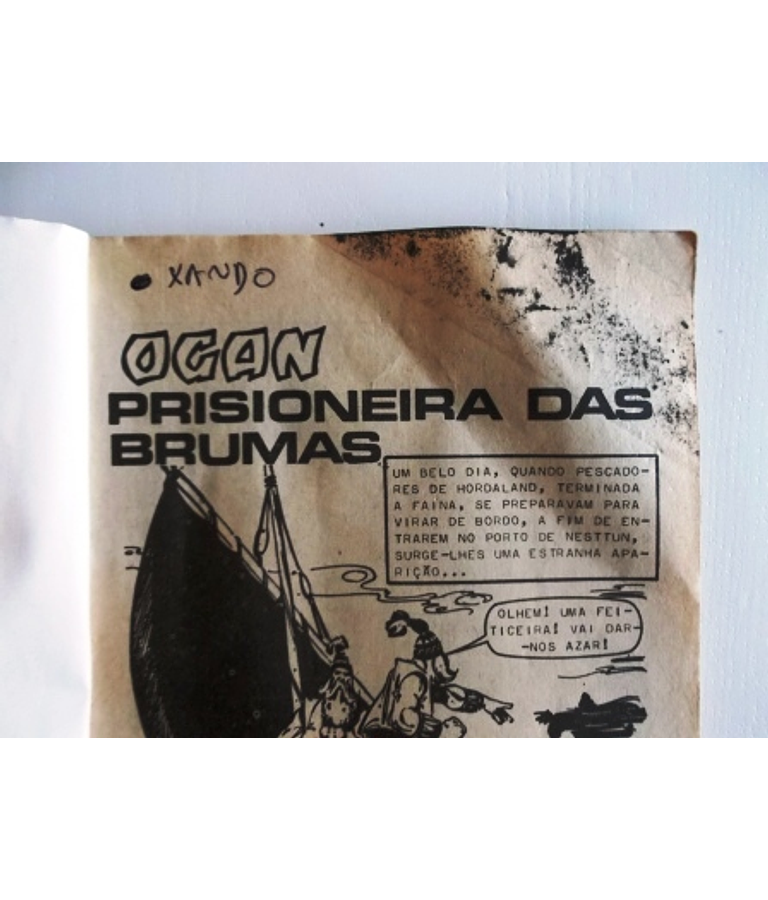 XANDO
OGAN
PRISIONEIRA DAS
BRUMAS
UM BELO DIA, QUANDO PESCADO-
RES DE HORDALAND, TERMINADA
A FAINA, SE PREPARAVAM PARA
VIRAR DE BORDO, A FIM DE EN-
TRAREM NO PORTO DE NESTTUN,
SURGE-LHES UMA ESTRANHA APA-
RIÇÃO...
OLHEM! UMA FEI-
TICEIRA! VAI DAR-
-NOS AZAR!